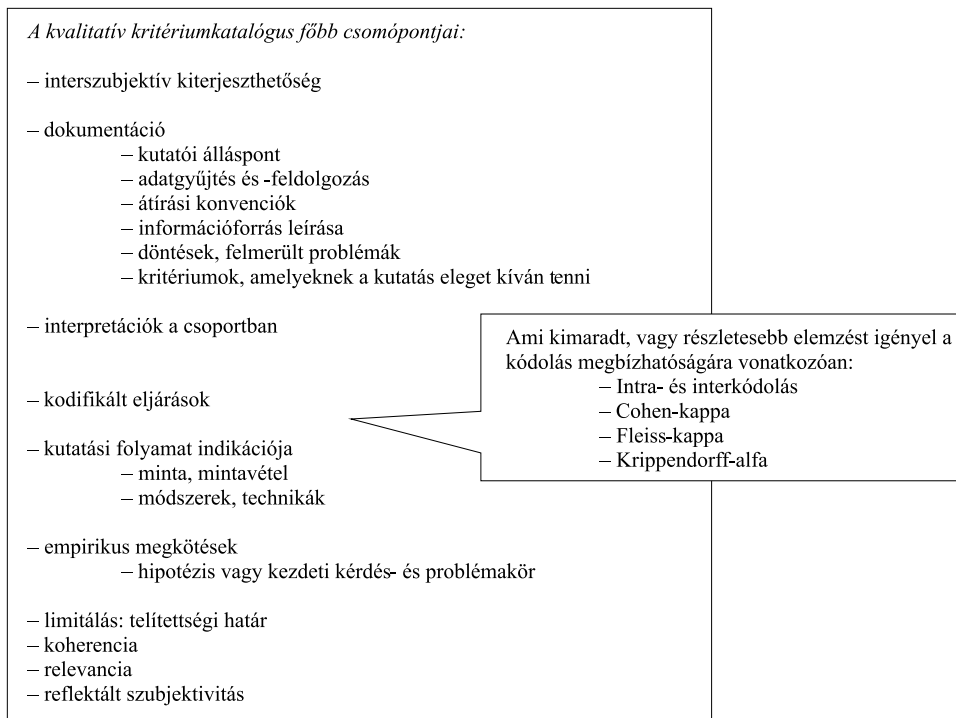 A kvalitatív kritériumkatalógus főbb csomópontjai:
– interszubjektív kiterjeszthetőség
– dokumentáció
– kutatói álláspont
– adatgyűjtés és -feldolgozás
– átírási konvenciók
– információforrás leírása
– döntések, felmerült problémák
– kritériumok, amelyeknek a kutatás eleget kíván tenni
– interpretációk a csoportban
– kodifikált eljárások
– kutatási folyamat indikációja
– minta, mintavétel
– módszerek, technikák
– empirikus megkötések
– hipotézis vagy kezdeti kérdés- és problémakör
– limitálás: telítettségi határ
– koherencia
– relevancia
– reflektált szubjektivitás
Ami kimaradt, vagy részletesebb elemzést igényel a
kódolás megbízhatóságára vonatkozóan:
– Intra- és interkódolás
– Cohen-kappa
– Fleiss-kappa
– Krippendorff-alfa